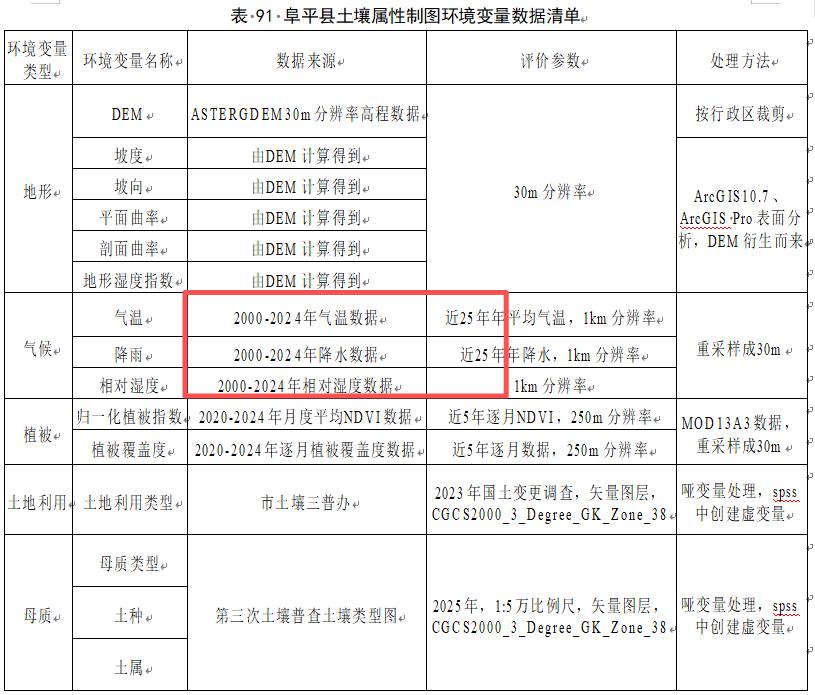 表·91·阜平县土壤属性制图环境变量数据清单
环境变量
类型
环境变量名称
数据来源
评价参数
处理方法
地形
DEM
ASTERGDEM30m分辨率高程数据
30m分辨率
按行政区裁剪
坡度
由DEM 计算得到
ArcGIS10.7、
ArcGIS·Pro表面分
析，DEM 衍生而来
坡向
由DEM 计算得到
平面曲率
由DEM 计算得到
剖面曲率
由DEM 计算得到
地形湿度指数
由DEM 计算得到
气候
气温
2000-2024年气温数据
近25年年平均气温，1km 分辨率
重采样成30m
降雨
2000-2024年降水数据
近25年年降水，1km 分辨率
相对湿度
2000-2024年相对湿度数据
1km 分辨率
植被
归一化植被指数
2020-2024年月度平均NDVI数据
近5年逐月NDVI，250m分辨率
MOD13A3数据，
重采样成30m
植被覆盖度
2020-2024年逐月植被覆盖度数据
近5年逐月数据，250m分辨率
土地利用
土地利用类型
市土壤三普办
2023年国土变更调查，矢量图层，
CGCS2000_3_Degree_GK_Zone_38
哑变量处理，spss
中创建虚变量
母质
母质类型
第三次土壤普查土壤类型图
2025年，1:5万比例尺，矢量图层，
CGCS2000_3_Degree_GK_Zone_38
哑变量处理，spss
中创建虚变量
土种
土属